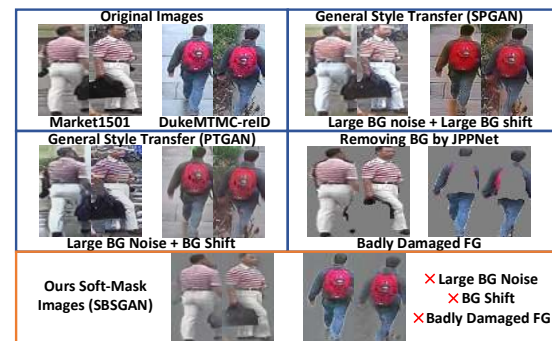 Original Images
Market1501 DukeMTMC-reID
General Style Transfer (SPGAN)
Large BG noise + Large BG shift
General Style Transfer (PTGAN)
Large BG Noise + BG Shift
Removing BG by JPPNet
Badly Damaged FG
Ours Soft-Mask
Images (SBSGAN)
× Large BG Noise
× BG Shift
× Badly Damaged FG